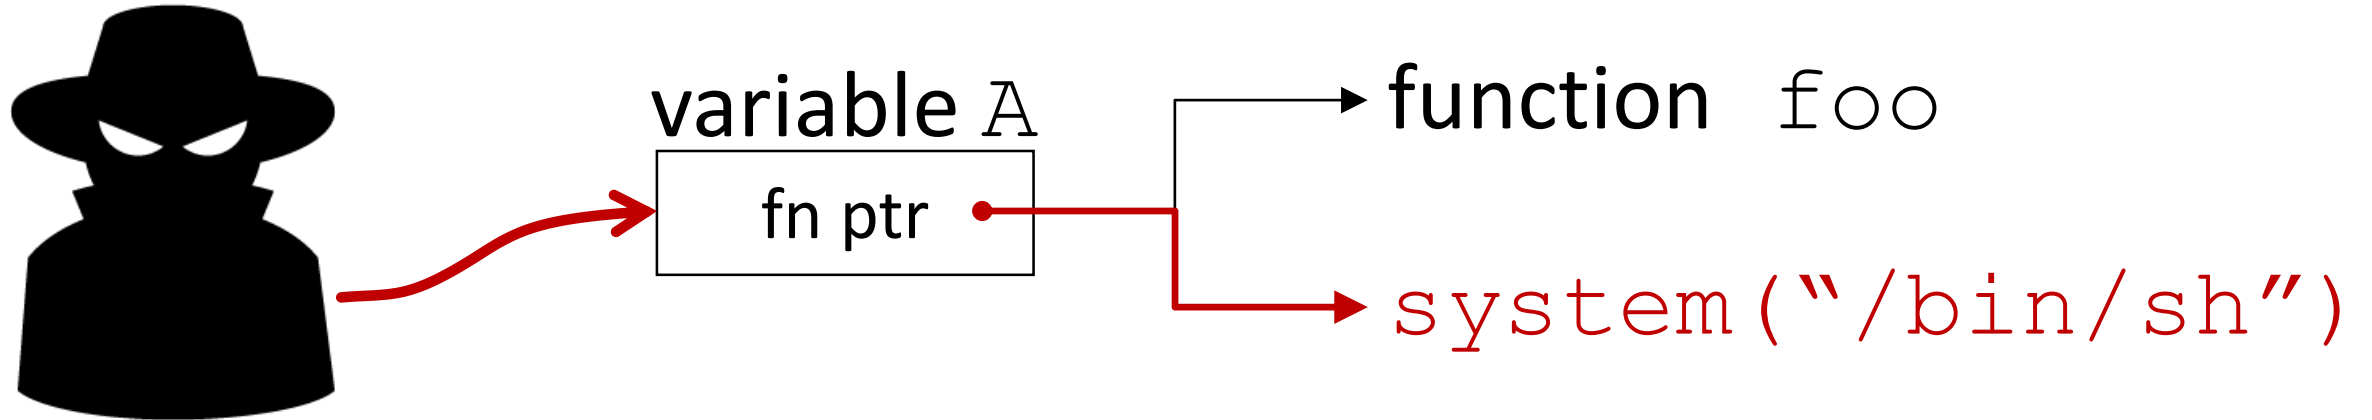 variable A
fn ptr
function foo
system(“/bin/sh”)